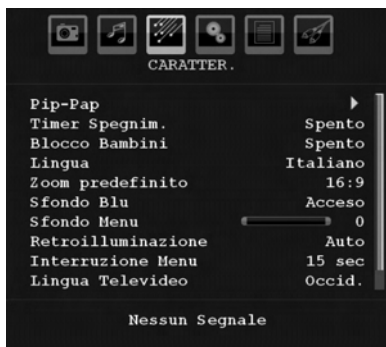 CARATTER.
Pip-Pap
Timer Spegnim. Spento
Blocco Bambini Spento
Lingua Italiano
Zoom predefinito 16:9
Sfondo Blu Acceso
Sfondo Menu 0
Retroilluminazione Auto
Interruzione Menu 15 sec
Lingua Televideo Occid.
Nessun Segnale